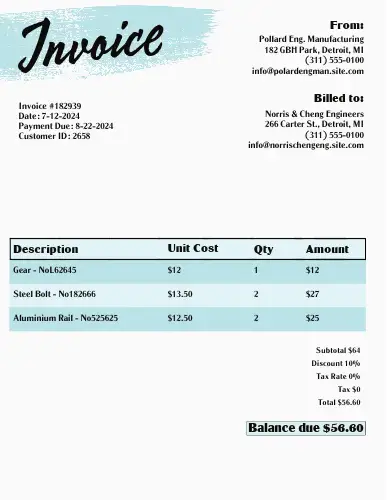 Invoice
From:
Pollard Eng. Manufacturing
182 GBH Park, Detroit, MI
(311) 555-0100
info@polardengman.site.com
Billed to:
Norris & Cheng Engineers
266 Carter St., Detroit, MI
(311) 555-0100
info@norrischengeng.site.com
Invoice #182939
Date: 7-12-2024
Payment Due: 8-22-2024
Customer ID: 2658
Description Unit Cost Qty Amount
Gear - NoL62645 $12 1 $12
Steel Bolt - No182666 $13.50 2 $27
Aluminium Rail - No525625 $12.50 2 $25
Subtotal $64
Discount 10%
Tax Rate 0%
Tax $0
Total $56.60
Balance due $56.60